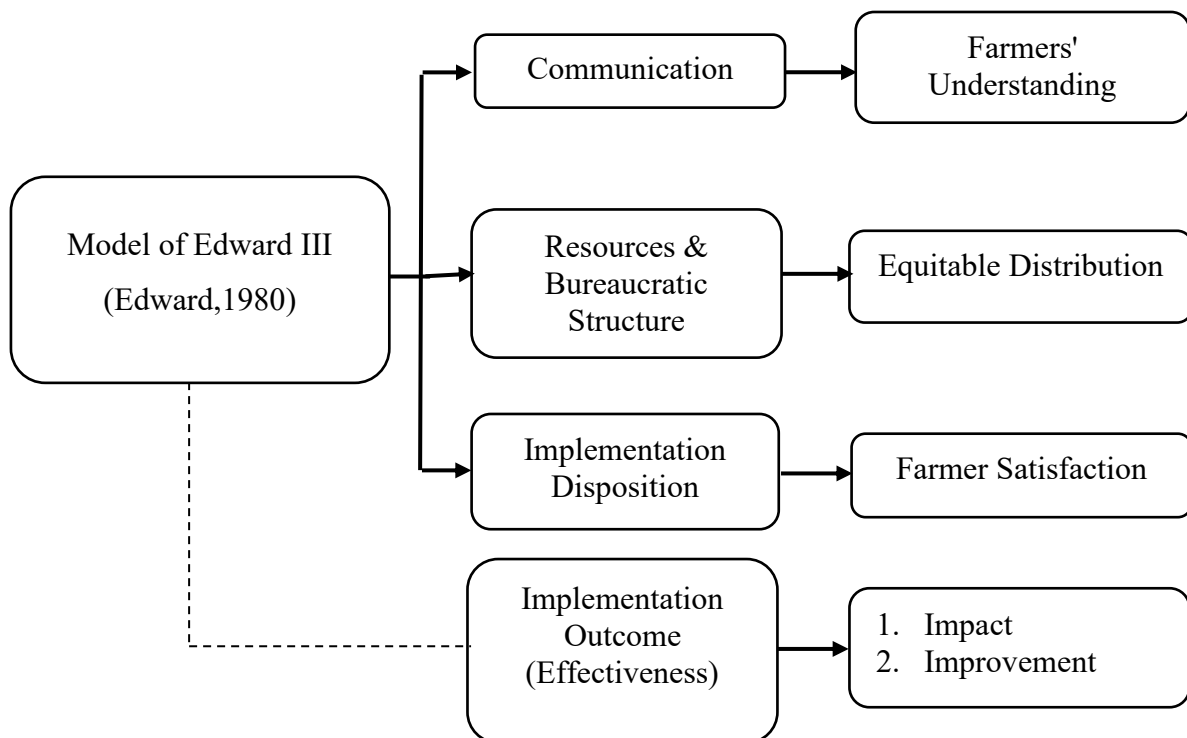 Communication
Farmers'
Understanding
Model of Edward III
(Edward,1980)
Resources &
Bureaucratic
Structure
Equitable Distribution
Implementation
Disposition
Farmer Satisfaction
Implementation
Outcome
(Effectiveness)
1. Impact
2. Improvement